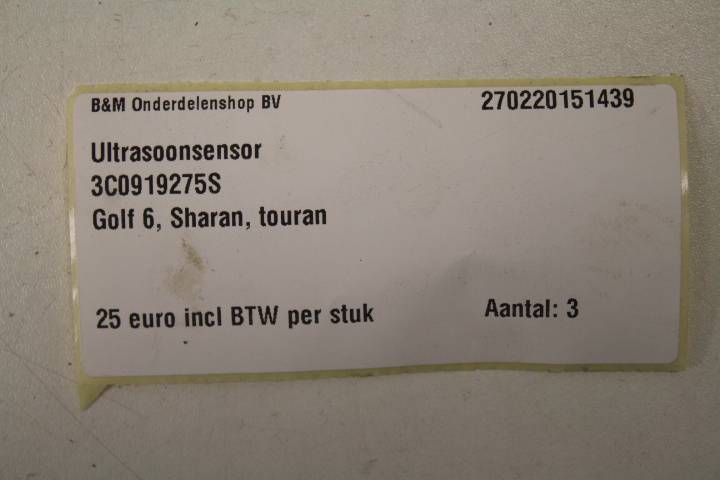 B&M Onderdelenshop BV 270220151439
Ultrasoonsensor
3C0919275S
Golf 6, Sharan, touran
25 euro incl BTW per stuk Aantal: 3